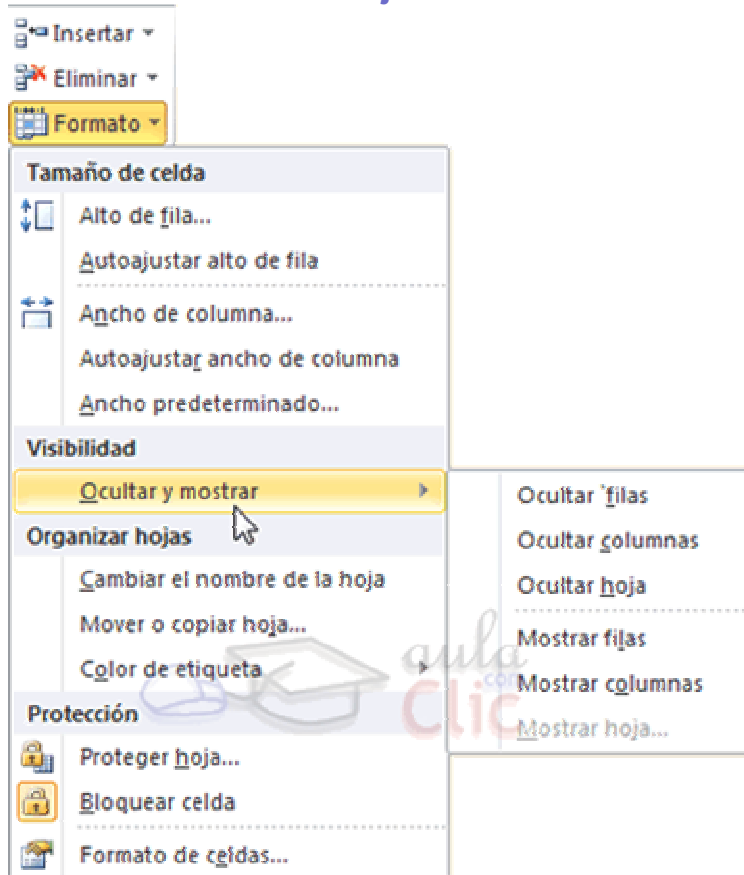 Insertar
Eliminar
Formato
Tamaño de celda
Alto de fila...
Autoajustar alto de fila
Ancho de columna...
Autoajustar ancho de columna
Ancho predeterminado...
Visibilidad
Ocultar y mostrar
Organizar hojas
Cambiar el nombre de la hoja
Mover o copiar hoja...
Color de etiqueta
Protección
Proteger hoja...
Bloquear celda
Formato de celdas...
Ocultar `filas
Ocultar columnas
Ocultar hoja
Mostrar filas
Mostrar columnas
Mostrar hoja...
aula
Clic
.com